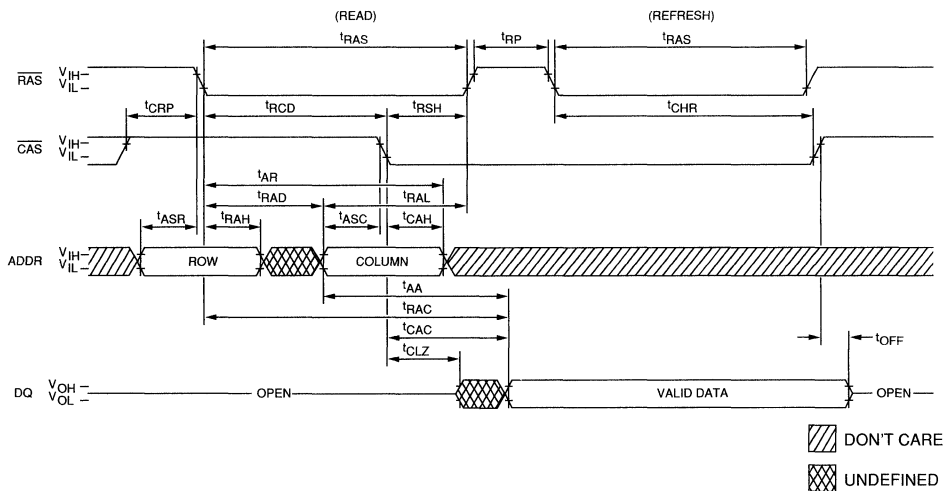 (READ) (REFRESH)
tRAS tRP tRAS
RAS VIH VIL
tCRP tRCD tRSH tCHR
CAS VIH VIL
tAR
tRAD tRAL
tASR tRAH tASC tCAH
ADDR VIH VIL ROW COLUMN
tAA
tRAC
tCAC
tOFF
tCLZ
DQ VOH VOL OPEN VALID DATA OPEN
DON'T CARE
UNDEFINED